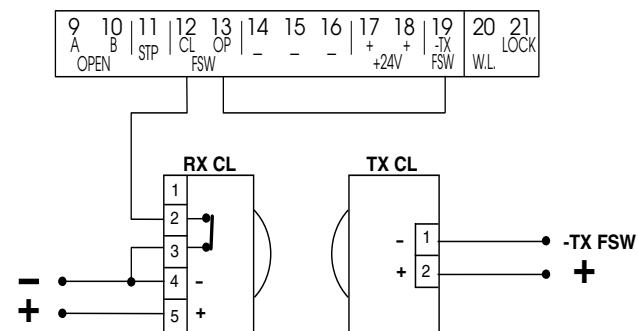 9 10 11 12 13 14 15 16 17 18 19 20 21
A B STP CL OP – – – + + -TX W.L. LOCK
OPEN FSW +24V FSW
RX CL TX CL
1
2
3
– 4 -
+ 5 +
- 1 -TX FSW
+ 2 +